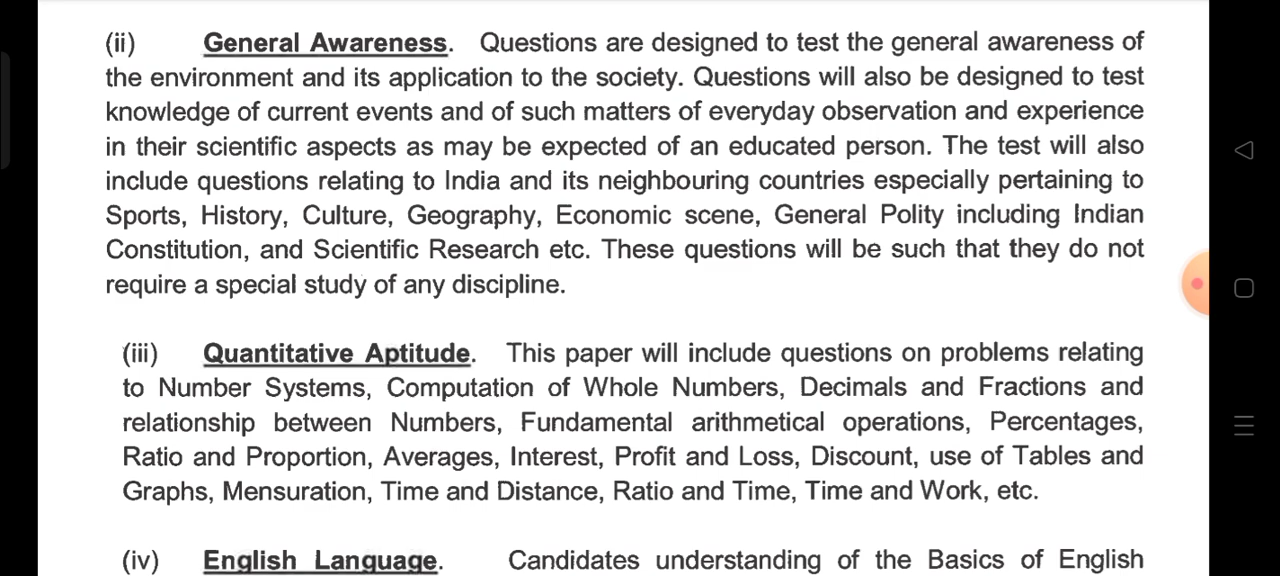 (ii) General Awareness. Questions are designed to test the general awareness of
the environment and its application to the society. Questions will also be designed to test
knowledge of current events and of such matters of everyday observation and experience
in their scientific aspects as may be expected of an educated person. The test will also
include questions relating to India and its neighbouring countries especially pertaining to
Sports, History, Culture, Geography, Economic scene, General Polity including Indian
Constitution, and Scientific Research etc. These questions will be such that they do not
require a special study of any discipline.
(iii) Quantitative Aptitude. This paper will include questions on problems relating
to Number Systems, Computation of Whole Numbers, Decimals and Fractions and
relationship between Numbers, Fundamental arithmetical operations, Percentages,
Ratio and Proportion, Averages, Interest, Profit and Loss, Discount, use of Tables and
Graphs, Mensuration, Time and Distance, Ratio and Time, Time and Work, etc.
(iv) English Language. Candidates understanding of the Basics of English